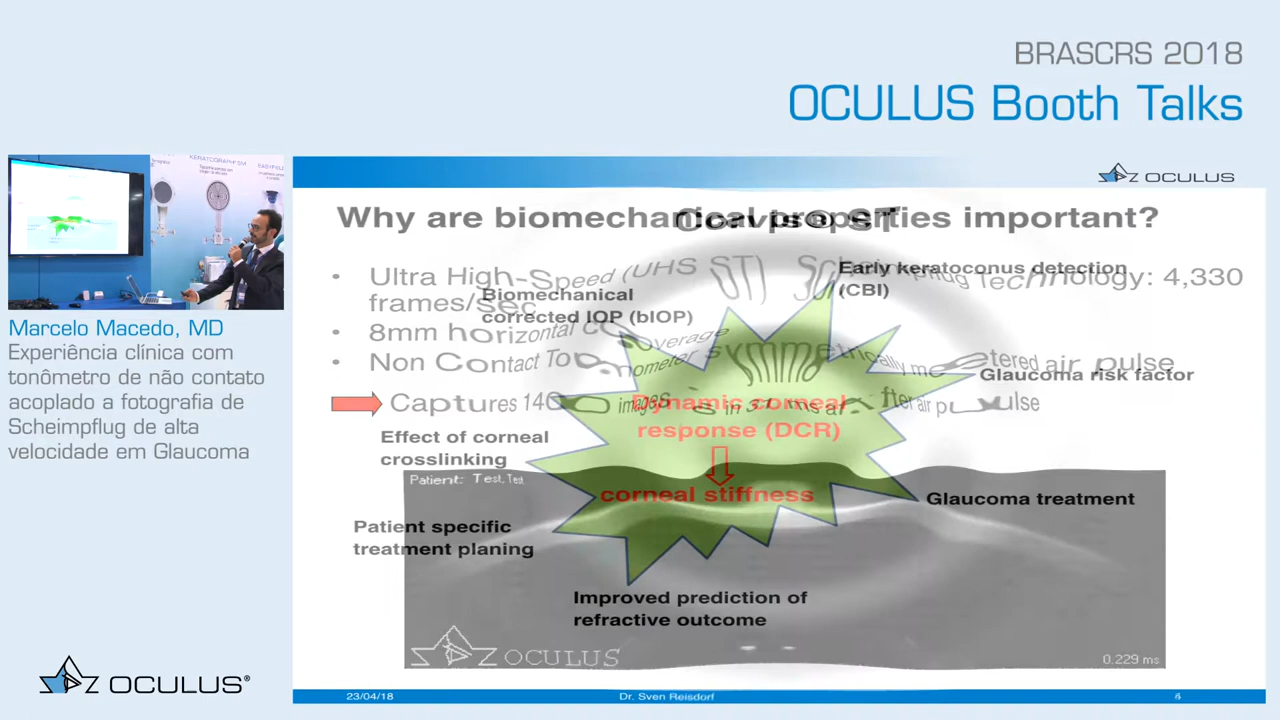 BRASCRS 2018
OCULUS Booth Talks
OCULUS
KERATOGRAPH 5M
Marcelo Macedo, MD
Experiência clínica com
tonômetro de não contato
acoplado a fotografia de
Scheimpflug de alta
velocidade em Glaucoma
OCULUS®
Why are biomechanical properties important?
Corvis® ST
Ultra High-Speed (UHS ST) Scheimpflug Technology: 4,330
frames/sec
8mm horizontal coverage
Non Contact Tonometer symmetrically metered air pulse
Captures 140 images in 31 ms after air pulse
Early keratoconus detection
(CBI)
Biomechanical
corrected IOP (bIOP)
Glaucoma risk factor
Dynamic corneal
response (DCR)
corneal stiffness
Effect of corneal
crosslinking
Glaucoma treatment
Patient specific
treatment planing
Improved prediction of
refractive outcome
Patient: Test, Test
OCULUS
0.229 ms
23/04/18
Dr. Sven Reisdorf